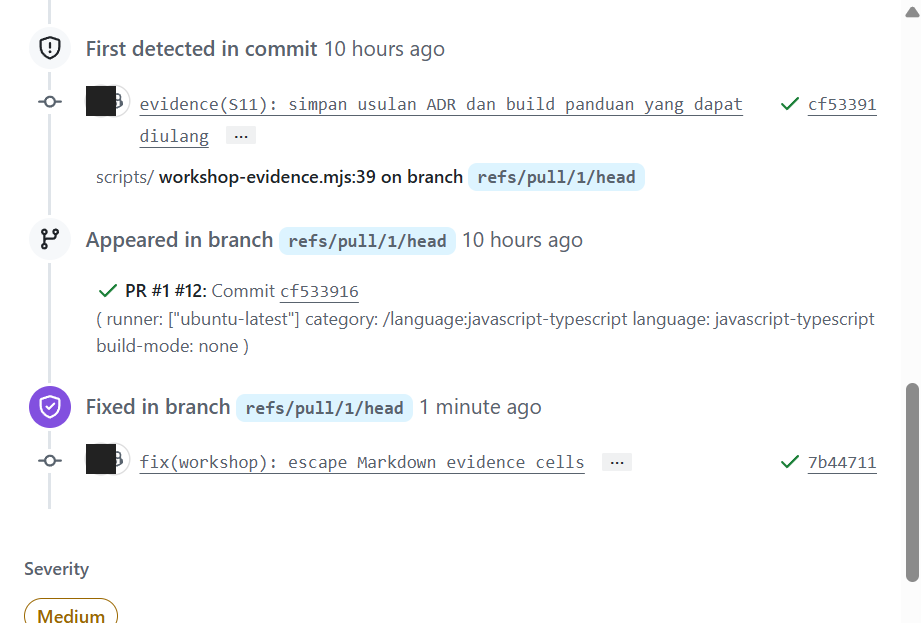 First detected in commit 10 hours ago
evidence(S11): simpan usulan ADR dan build panduan yang dapat
diulang ...
cf53391
scripts/ workshop-evidence.mjs:39 on branch refs/pull/1/head
Appeared in branch refs/pull/1/head 10 hours ago
PR #1 #12: Commit cf533916
( runner: ["ubuntu-latest"] category: /language:javascript-typescript language: javascript-typescript
build-mode: none )
Fixed in branch refs/pull/1/head 1 minute ago
fix(workshop): escape Markdown evidence cells ... 7b44711
Severity
Medium